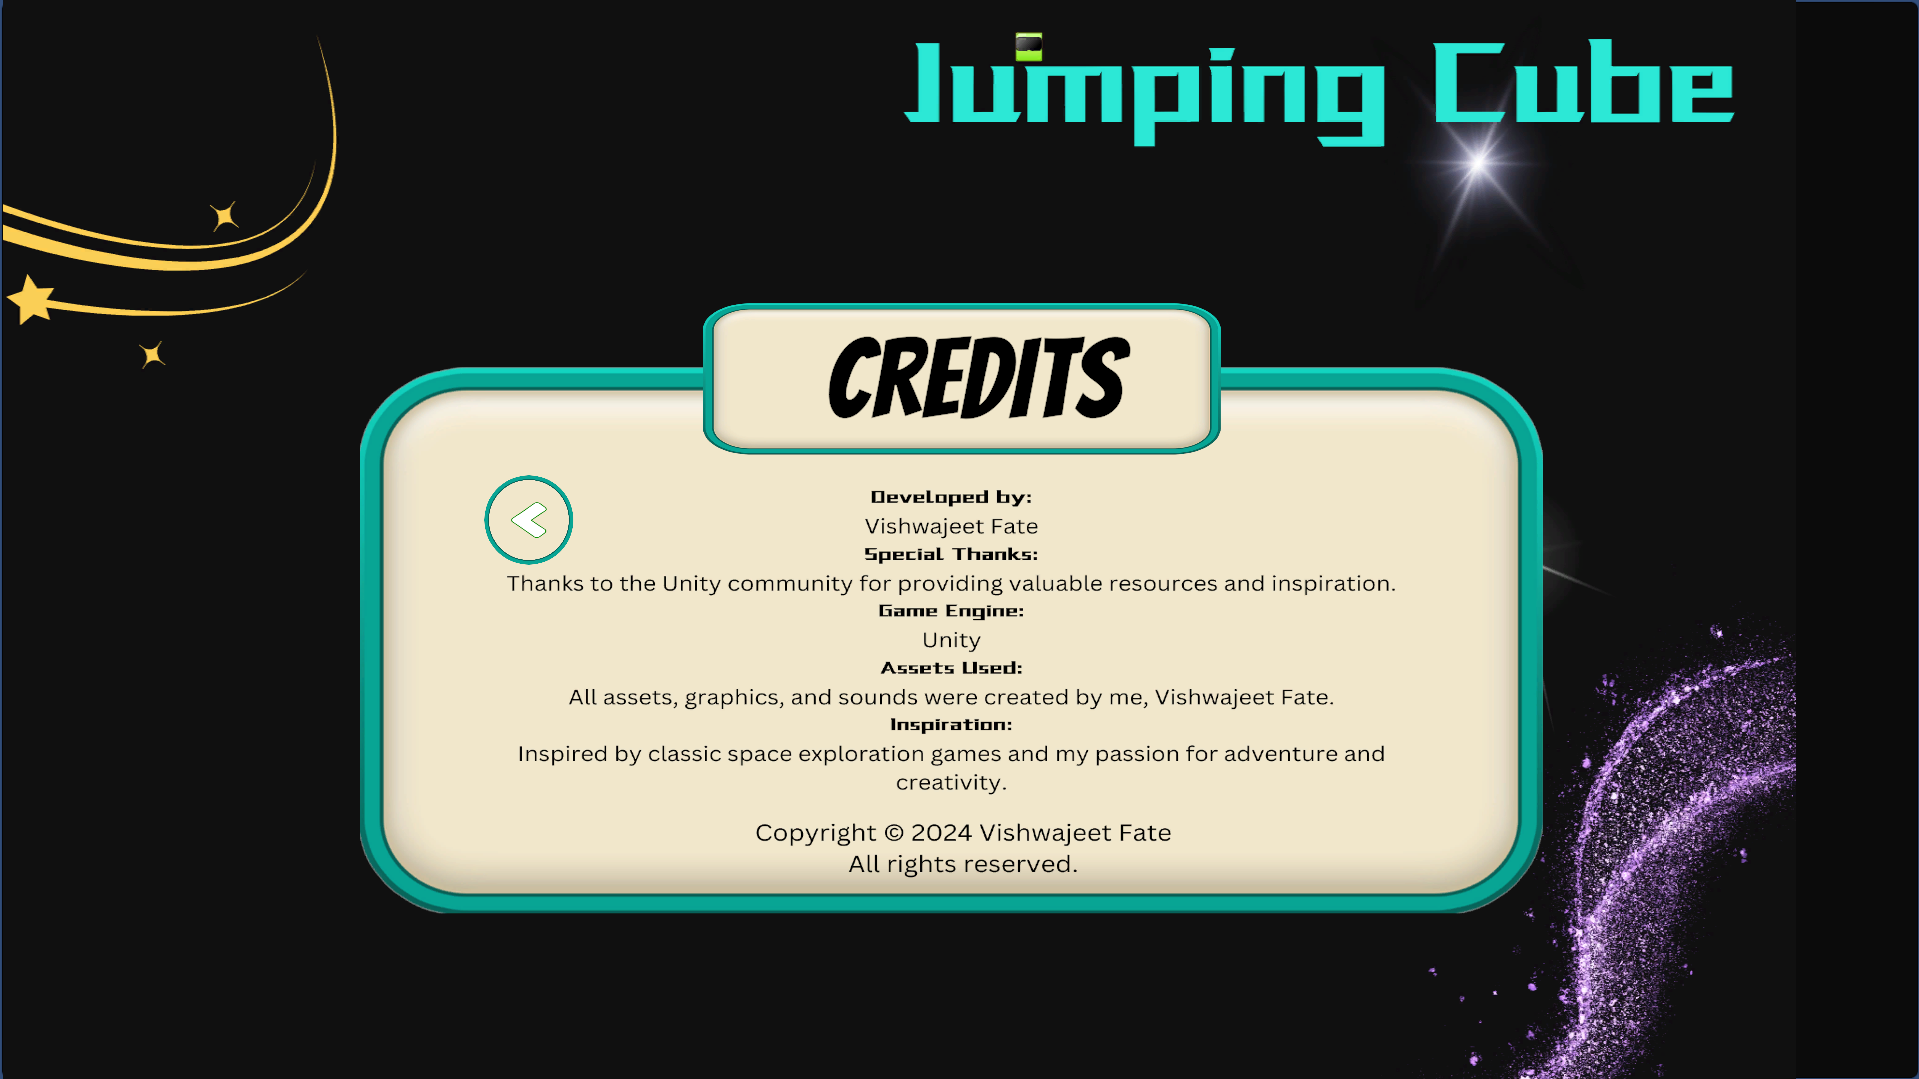 Jumping Cube
CREDITS
Developed by:
Vishwajeet Fate
Special Thanks:
Thanks to the Unity community for providing valuable resources and inspiration.
Game Engine:
Unity
Assets Used:
All assets, graphics, and sounds were created by me, Vishwajeet Fate.
Inspiration:
Inspired by classic space exploration games and my passion for adventure and
creativity.
Copyright © 2024 Vishwajeet Fate
All rights reserved.